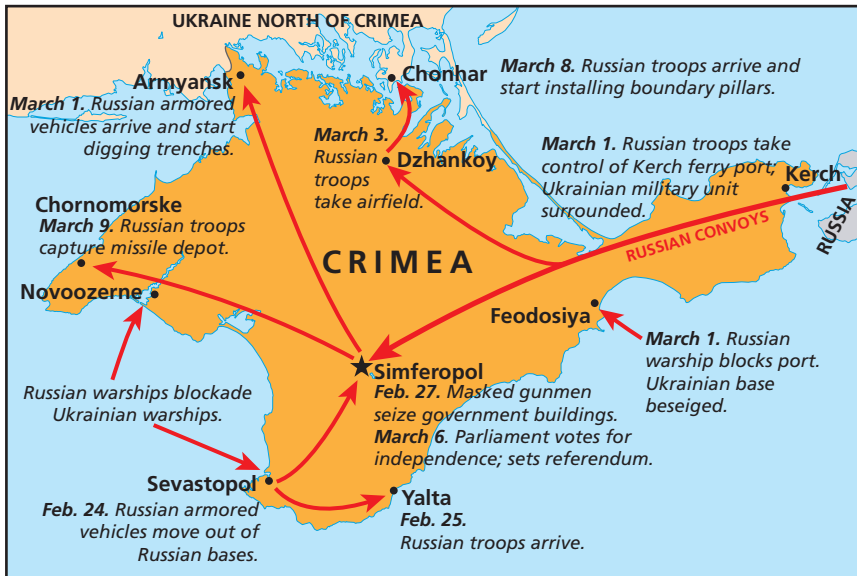 UKRAINE NORTH OF CRIMEA
Armyansk
March 1. Russian armored
vehicles arrive and start
digging trenches.
Chonhar
March 8. Russian troops arrive and
start installing boundary pillars.
March 3.
Russian
troops
take airfield.
Dzhankoy
March 1. Russian troops take
control of Kerch ferry port;
Ukrainian military unit
surrounded.
Kerch
RUSSIA
RUSSIAN CONVOYS
Chornomorske
March 9. Russian troops
capture missile depot.
CRIMEA
Novoozerne
Feodosiya
March 1. Russian
warship blocks port.
Ukrainian base
beseiged.
Russian warships blockade
Ukrainian warships.
Simferopol
Feb. 27. Masked gunmen
seize government buildings.
March 6. Parliament votes for
independence; sets referendum.
Sevastopol
Feb. 24. Russian armored
vehicles move out of
Russian bases.
Yalta
Feb. 25.
Russian troops arrive.